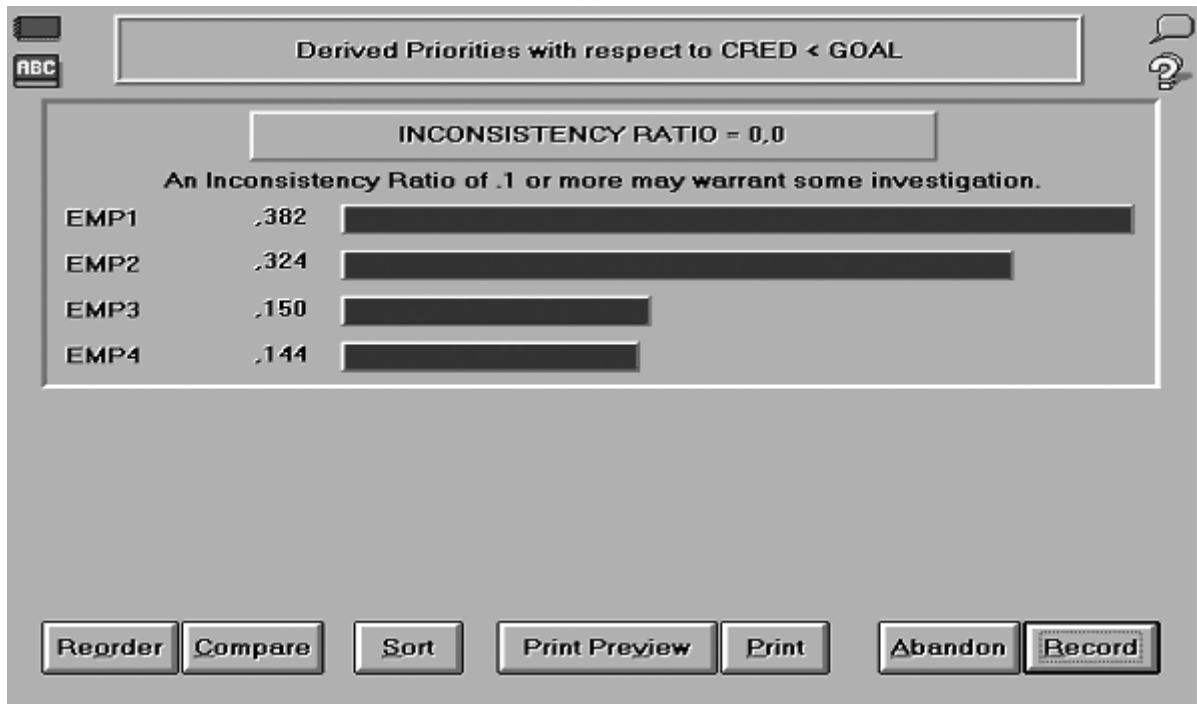 ABC
Derived Priorities with respect to CRED < GOAL
?
INCONSISTENCY RATIO = 0,0
An Inconsistency Ratio of .1 or more may warrant some investigation.
EMP1 ,382
EMP2 ,324
EMP3 ,150
EMP4 ,144
Reorder Compare Sort Print Preview Print Abandon Record